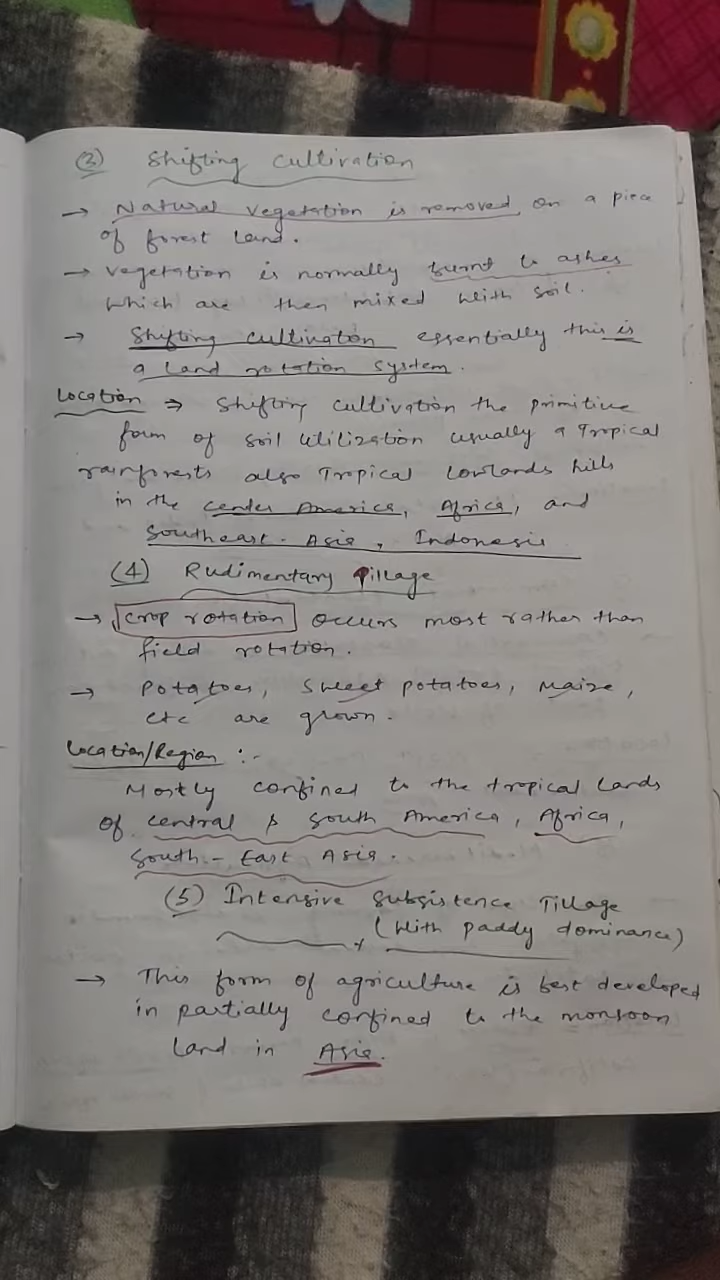 (3) Shifting Cultivation
→ Natural vegetation is removed on a piece
of forest land.
→ vegetation is normally burnt to ashes
which are then mixed with soil.
→ Shifting cultivation essentially this is
a land rotation system.
Location ⇒ Shifting cultivation the primitive
form of soil utilization usually a Tropical
rainforests also Tropical Lowlands hills
in the center America, Africa, and
Southeast - Asia, Indonesia
(4) Rudimentary Tillage
→ Crop rotation occurs most rather than
field rotation.
→ Potatoes, Sweet potatoes, Maize,
etc are grown.
Location/Region :-
Mostly confined to the tropical lands
of central & South America, Africa,
South - East Asia.
(5) Intensive Subsistence Tillage
(With paddy dominance)
→ This form of agriculture is best developed
in partially confined to the monsoon
land in Asia.